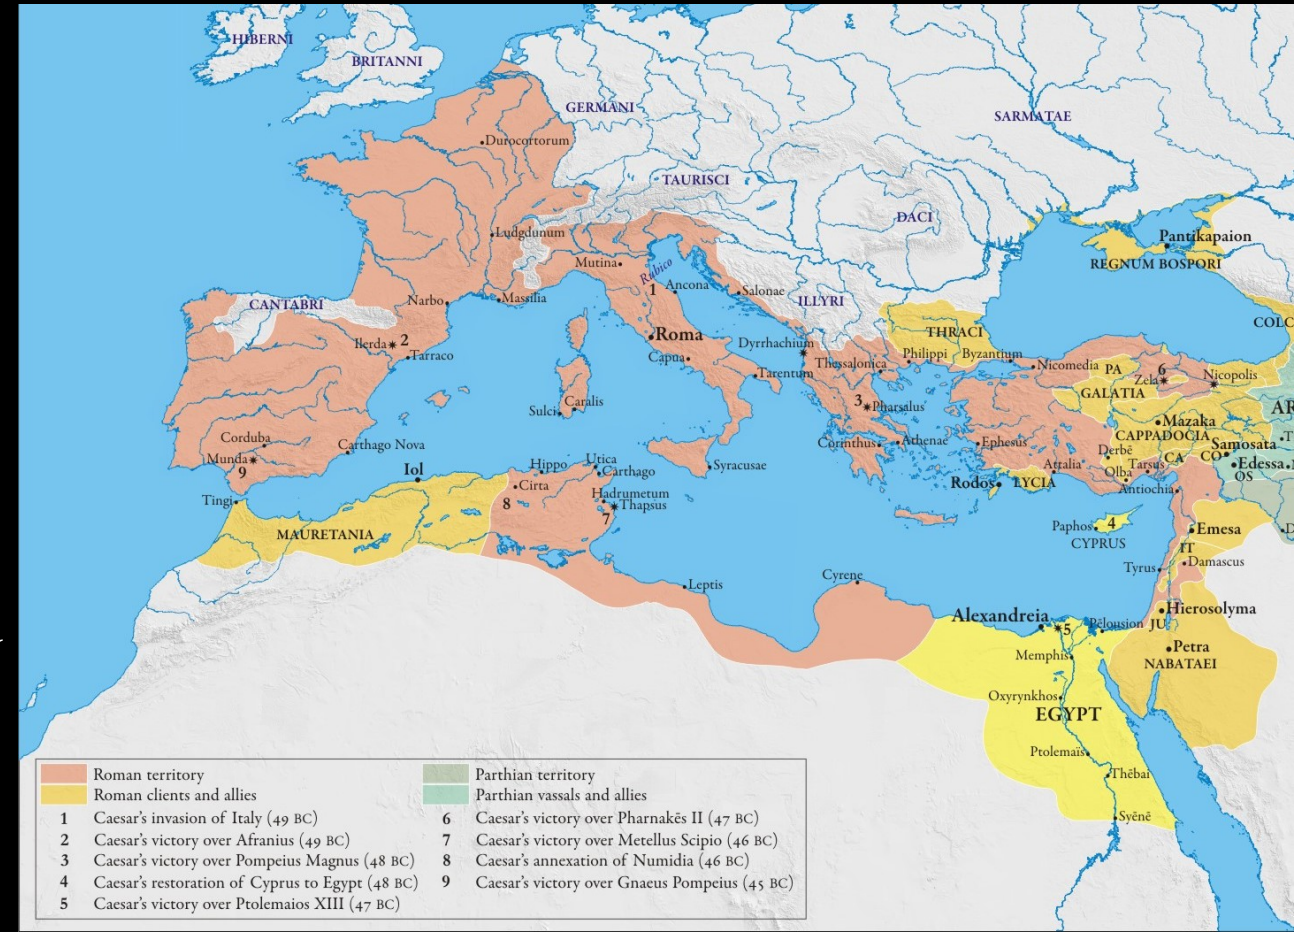 HIBERNI
BRITANNI
GERMANI
SARMATAE
Durocortorum
TAURISCI
DACI
Ludgdunum
Pantikapaion
REGNUM BOSPORI
Mutina
Rubico
1
Ancona
Salonae
ILLYRI
CANTABRI
Narbo
Massilia
COLC
THRACI
Ilerda
2
Tarraco
Roma
Capua
Dyrrhachium
Tarentum
Thessalonica
Philippi
Byzantium
Nicomedia
PA
6
Zela
Nicopolis
GALATIA
AR
Sulci
Caralis
3
Pharsalus
Mazaka
CAPPADOCIA
Corduba
Munda
9
Carthago Nova
Corinthus
Athenae
Ephesus
Derbē
Samosata
CO
CA
T
Iol
Hippo
Utica
Carthago
Cirta
8
Syracusae
Attalia
Olba
Tarsus
Edessa
OS
Rodos
LYCIA
Antiochia
Tingi
Hadrumetum
Thapsus
7
MAURETANIA
Paphos
4
CYPRUS
Emesa
D
IT
Tyrus
Damascus
Leptis
Cyrene
Alexandreia
5
Pēlousion
JU
Hierosolyma
Memphis
Petra
NABATAEI
Oxyrynkhos
EGYPT
Ptolemaïs
Thēbai
Syēnē
Roman territory
Roman clients and allies
1 Caesar's invasion of Italy (49 BC)
2 Caesar's victory over Afranius (49 BC)
3 Caesar's victory over Pompeius Magnus (48 BC)
4 Caesar's restoration of Cyprus to Egypt (48 BC)
5 Caesar's victory over Ptolemaios XIII (47 BC)
Parthian territory
Parthian vassals and allies
6 Caesar's victory over Pharnakēs II (47 BC)
7 Caesar's victory over Metellus Scipio (46 BC)
8 Caesar's annexation of Numidia (46 BC)
9 Caesar's victory over Gnaeus Pompeius (45 BC)